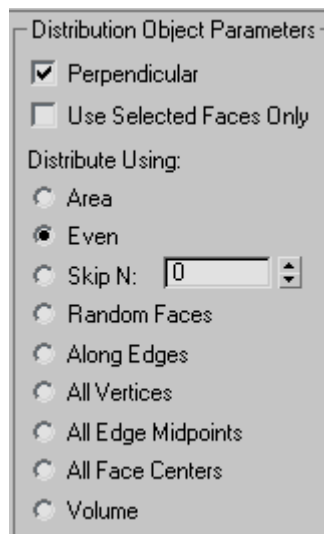 Distribution Object Parameters
Perpendicular
Use Selected Faces Only
Distribute Using:
Area
Even
Skip N: 0
Random Faces
Along Edges
All Vertices
All Edge Midpoints
All Face Centers
Volume